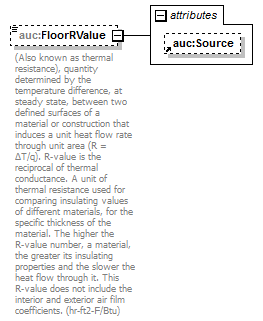 attributes
auc:FloorRValue
auc:Source
(Also known as thermal
resistance), quantity
determined by the
temperature difference, at
steady state, between two
defined surfaces of a
material or construction that
induces a unit heat flow rate
through unit area (R =
ΔT/q). R-value is the
reciprocal of thermal
conductance. A unit of
thermal resistance used for
comparing insulating values
of different materials, for the
specific thickness of the
material. The higher the
R-value number, a material,
the greater its insulating
properties and the slower the
heat flow through it. This
R-value does not include the
interior and exterior air film
coefficients. (hr-ft2-F/Btu)